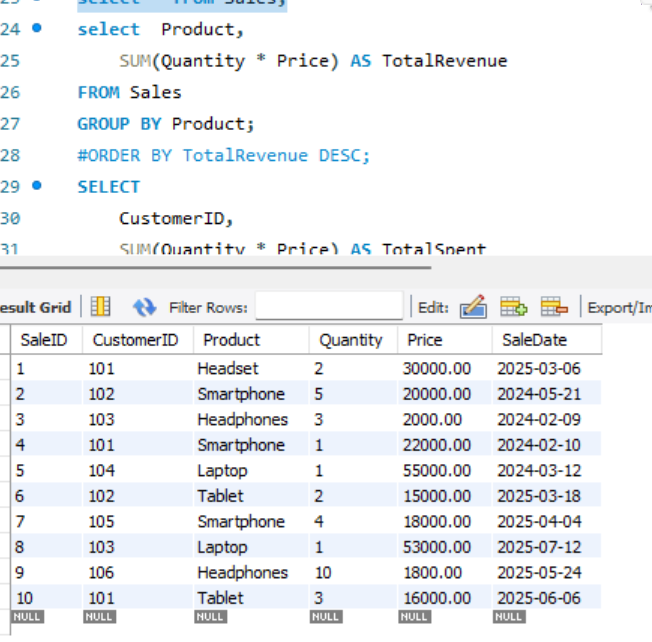 23 select * from Sales;
24 select Product,
25 SUM(Quantity * Price) AS TotalRevenue
26 FROM Sales
27 GROUP BY Product;
28 #ORDER BY TotalRevenue DESC;
29 SELECT
30 CustomerID,
31 SUM(Quantity * Price) AS TotalSpent
esult Grid Filter Rows: Edit: Export/Im
SaleID CustomerID Product Quantity Price SaleDate
1 101 Headset 2 30000.00 2025-03-06
2 102 Smartphone 5 20000.00 2024-05-21
3 103 Headphones 3 2000.00 2024-02-09
4 101 Smartphone 1 22000.00 2024-02-10
5 104 Laptop 1 55000.00 2024-03-12
6 102 Tablet 2 15000.00 2025-03-18
7 105 Smartphone 4 18000.00 2025-04-04
8 103 Laptop 1 53000.00 2025-07-12
9 106 Headphones 10 1800.00 2025-05-24
10 101 Tablet 3 16000.00 2025-06-06
NULL NULL NULL NULL NULL NULL